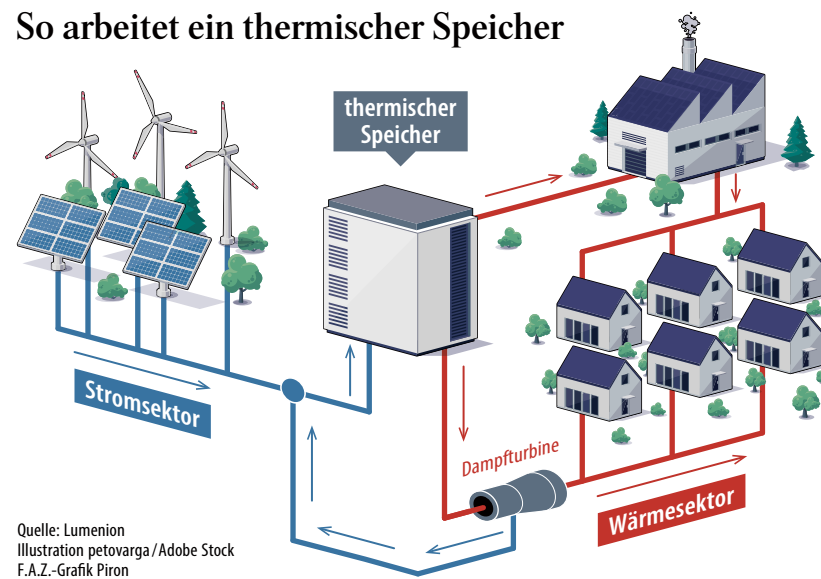 So arbeitet ein thermischer Speicher
thermischer
Speicher
Stromsektor
Dampfturbine
Wärmesektor
Quelle: Lumenion
Illustration petovarga/Adobe Stock
F.A.Z.-Grafik Piron